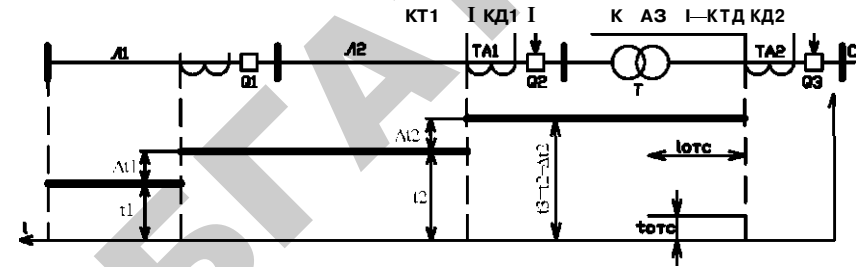 КТ1 I КД1 I К АЗ I—КТД КД2
Л1 Л2 ТА1 ТА2 С
Q1 Q2 Т Q3
Δt1 Δt2 lотс
t1 t2 t3=t2=Δt2 tотс
l
БГА